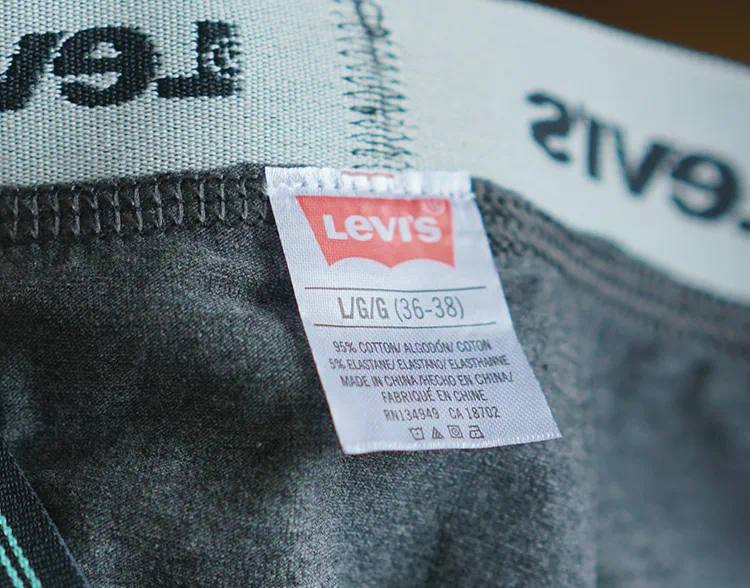 Levi's
Levi's
LEVI'S ®
L/G/G (36-38)
95% COTTON/ ALGODÓN/ COTON
5% ELASTANE/ ELASTANO/ ELASTHANNE
MADE IN CHINA/HECHO EN CHINA/
FABRIQUÉ EN CHINE
RN134949 CA 18702